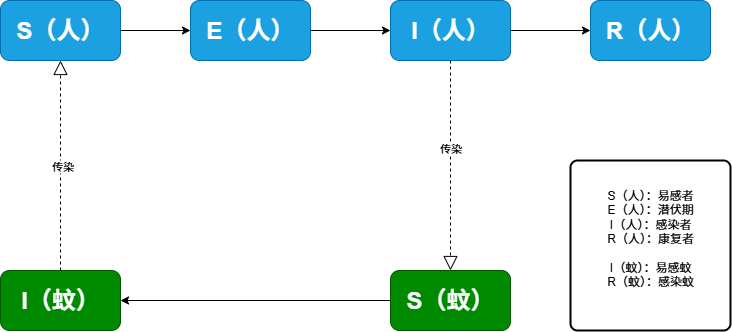 S（人）
E（人）
I（人）
R（人）
传染
传染
S（人）：易感者
E（人）：潜伏期
I（人）：感染者
R（人）：康复者
I（蚊）：易感蚊
R（蚊）：感染蚊
I（蚊）
S（蚊）